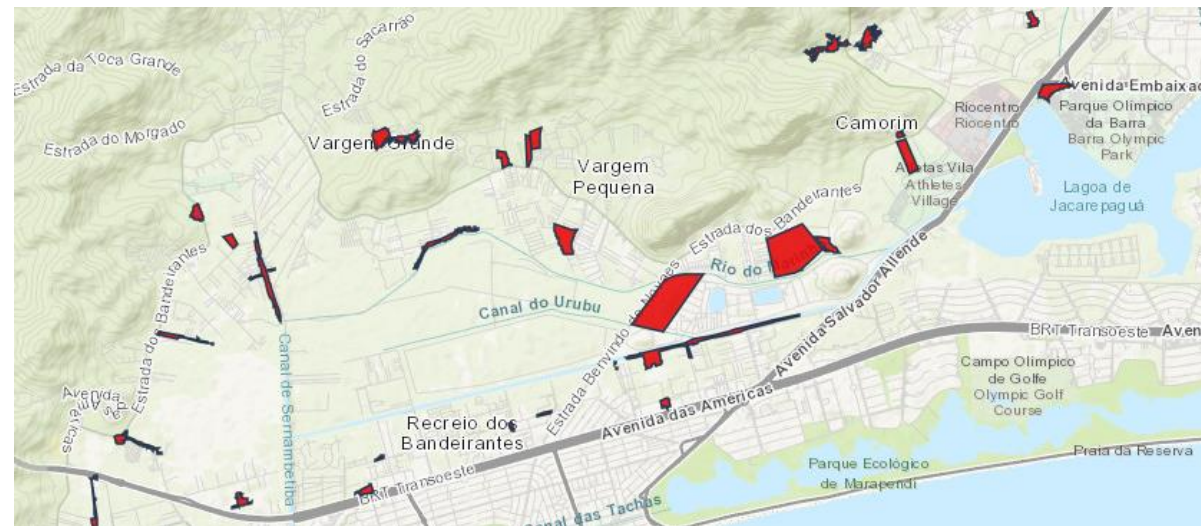 Estrada da Toca Grande
Estrada do Sacarrão
Estrada do Morgado
Vargem Grande
Vargem
Pequena
Camorim
Riocentro
Riocentro
Avenida Embaixad
Parque Olímpico
da Barra
Barra Olympic
Park
Atletas Vila
Athletes
Village
Lagoa de
Jacarepaguá
Estrada dos Bandeirantes
Estrada dos Bandeirantes
Rio do Marinho
Canal do Urubu
Estrada Benvindo de Novaes
Avenida Salvador Allende
BRT Transoeste
Aven
Canal de Sernambetiba
Campo Olímpico
de Golfe
Olympic Golf
Course
Avenida
das Américas
Recreio dos
Bandeirantes
Avenida das Américas
BRT Transoeste
Parque Ecológico
de Marapendi
Praia da Reserva
Canal das Tachas